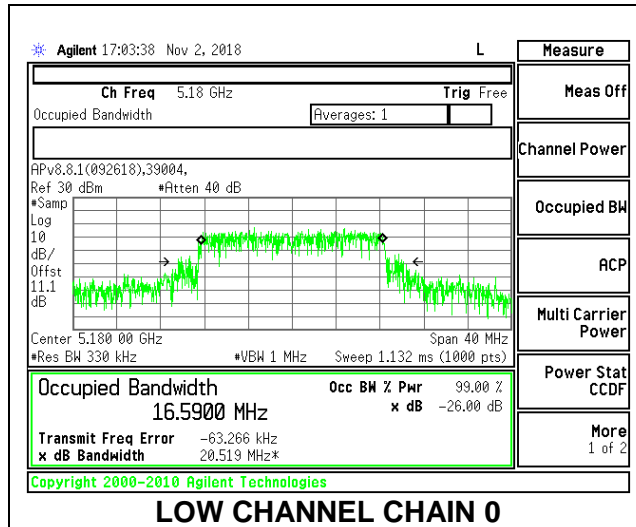 Agilent 17:03:38 Nov 2, 2018 L
Measure
Ch Freq 5.18 GHz Trig Free
Occupied Bandwidth Averages: 1
APv8.8.1(092618),39004,
Ref 30 dBm #Atten 40 dB
#Samp
Log
10
dB/
Offst
11.1
dB
Center 5.180 00 GHz Span 40 MHz
#Res BW 330 kHz #VBW 1 MHz Sweep 1.132 ms (1000 pts)
Occupied Bandwidth Occ BW % Pwr 99.00 %
16.5900 MHz x dB -26.00 dB
Transmit Freq Error -63.266 kHz
x dB Bandwidth 20.519 MHz*
Copyright 2000-2010 Agilent Technologies
Meas Off
Channel Power
Occupied BW
ACP
Multi Carrier
Power
Power Stat
CCDF
More
1 of 2
LOW CHANNEL CHAIN 0